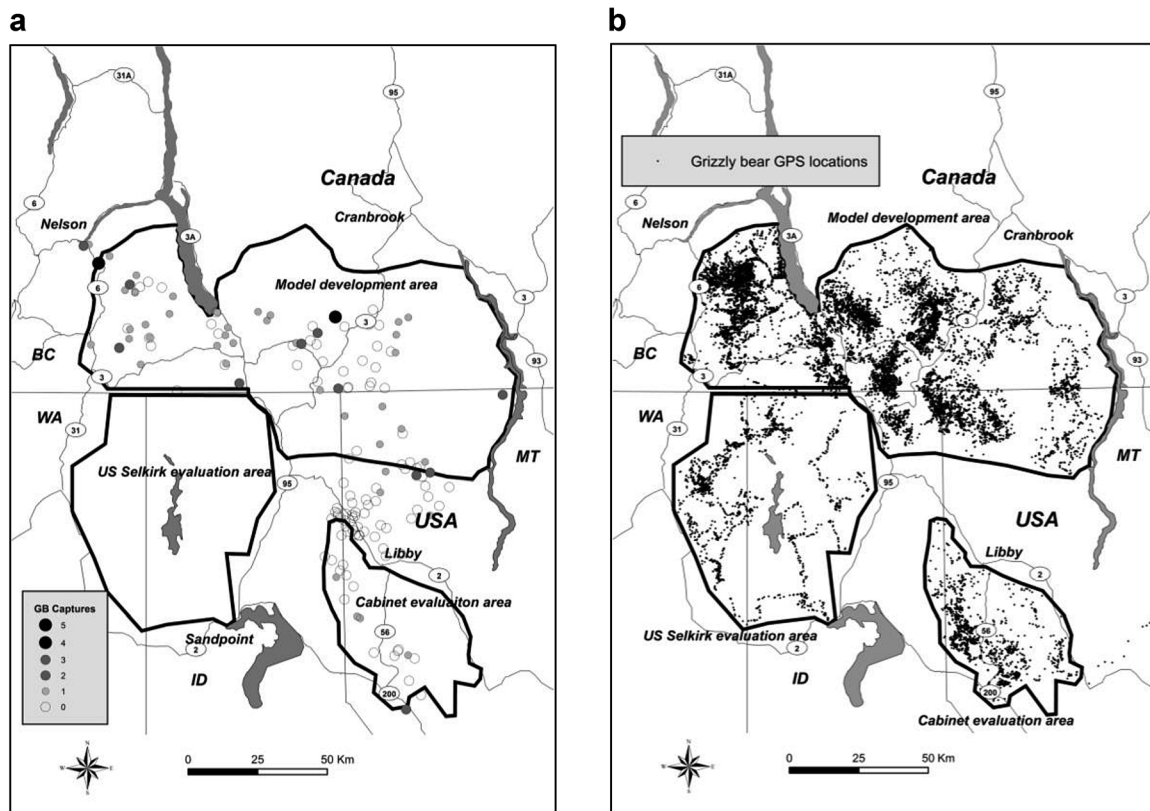 a
31A
95
Canada
6
Nelson
Cranbrook
3A
Model development area
6
3
3
BC
93
3
WA
31
MT
US Selkirk evaluation area
95
USA
Libby
2
GB Captures
5
4
3
2
1
0
Cabinet evaluaiton area
56
Sandpoint
2
ID
200
N
W E
S
0 25 50 Km
b
31A
95
Grizzly bear GPS locations
Canada
6
Nelson
Model development area
Cranbrook
3A
6
3
3
BC
93
3
WA
31
MT
95
USA
Libby
2
US Selkirk evaluation area
56
2
ID
200
Cabinet evaluation area
N
W E
S
0 25 50 Km